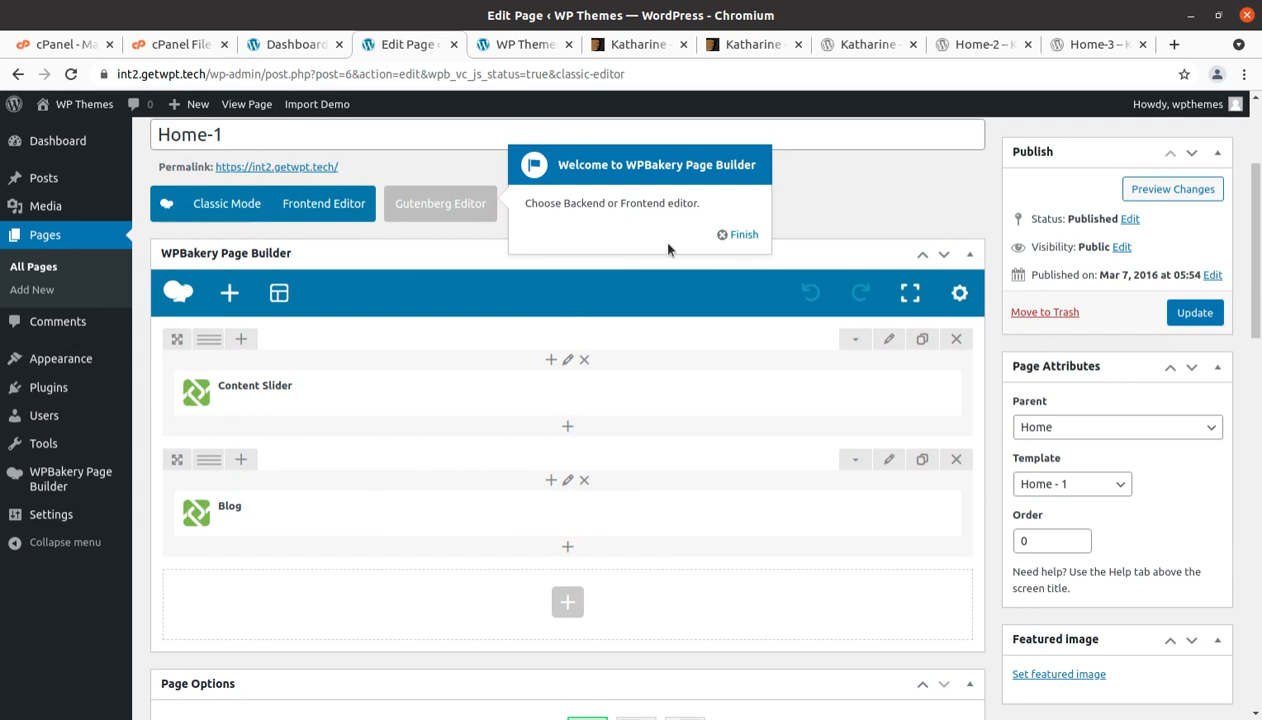 Edit Page ‹ WP Themes — WordPress - Chromium
cPanel - Ma
cPanel File
Dashboard
Edit Page ‹
WP Theme
Katharine
Katharine
Katharine
Home-2 – K
Home-3 – K
int2.getwpt.tech/wp-admin/post.php?post=6&action=edit&wpb_vc_js_status=true&classic-editor
WP Themes
0
New
View Page
Import Demo
Howdy, wpthemes
Dashboard
Posts
Media
Pages
All Pages
Add New
Comments
Appearance
Plugins
Users
Tools
WPBakery Page
Builder
Settings
Collapse menu
Home-1
Permalink: https://int2.getwpt.tech/
Classic Mode
Frontend Editor
Gutenberg Editor
Welcome to WPBakery Page Builder
Choose Backend or Frontend editor.
Finish
WPBakery Page Builder
Content Slider
Blog
Page Options
Publish
Preview Changes
Status: Published Edit
Visibility: Public Edit
Published on: Mar 7, 2016 at 05:54 Edit
Move to Trash
Update
Page Attributes
Parent
Home
Template
Home - 1
Order
0
Need help? Use the Help tab above the
screen title.
Featured image
Set featured image